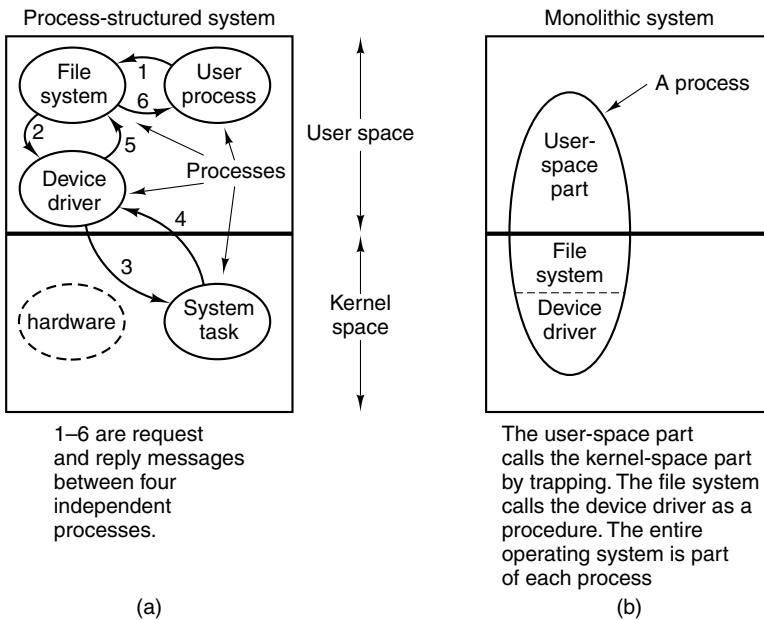 Process-structured system
1
File
system
User
process
6
2
5
Processes
Device
driver
4
3
hardware
System
task
User space
Kernel
space
1–6 are request
and reply messages
between four
independent
processes.
(a)
Monolithic system
A process
User-
space
part
File
system
Device
driver
The user-space part
calls the kernel-space part
by trapping. The file system
calls the device driver as a
procedure. The entire
operating system is part
of each process
(b)